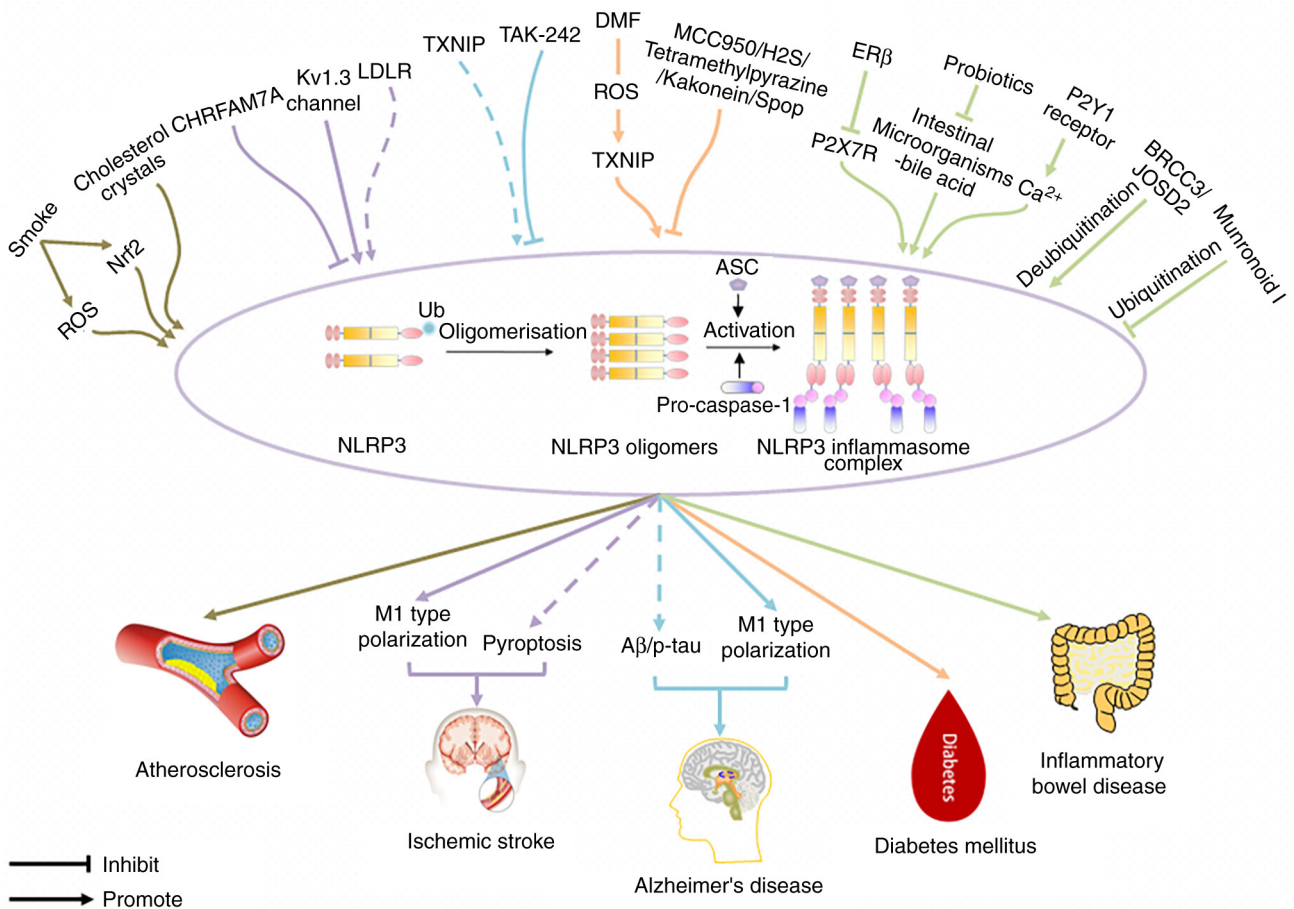 DMF
TXNIP
TAK-242
MCC950/H2S/
Tetramethylpyrazine
/Kakonein/Spop
ERβ
Probiotics
P2Y1
receptor
Kv1.3
channel
LDLR
ROS
CHRFAM7A
Cholesterol
crystals
TXNIP
P2X7R
Intestinal
Microorganisms
-bile acid
Ca2+
BRCC3/
JOSD2
Deubiquitination
Munronoid I
Ubiquitination
Smoke
Nrf2
ROS
ASC
Ub
Oligomerisation
Activation
Pro-caspase-1
NLRP3
NLRP3 oligomers
NLRP3 inflammasome
complex
M1 type
polarization
Pyroptosis
Aβ/p-tau
M1 type
polarization
Diabetes
Atherosclerosis
Ischemic stroke
Alzheimer's disease
Diabetes mellitus
Inflammatory
bowel disease
Inhibit
Promote